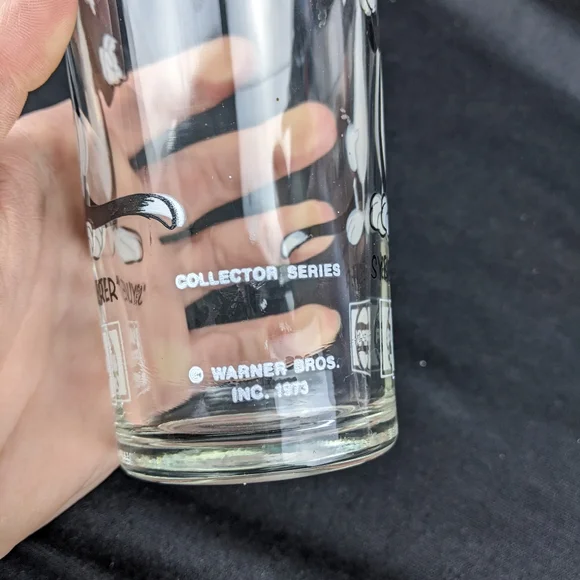 COLLECTOR SERIES
© WARNER BROS.
INC. 1973